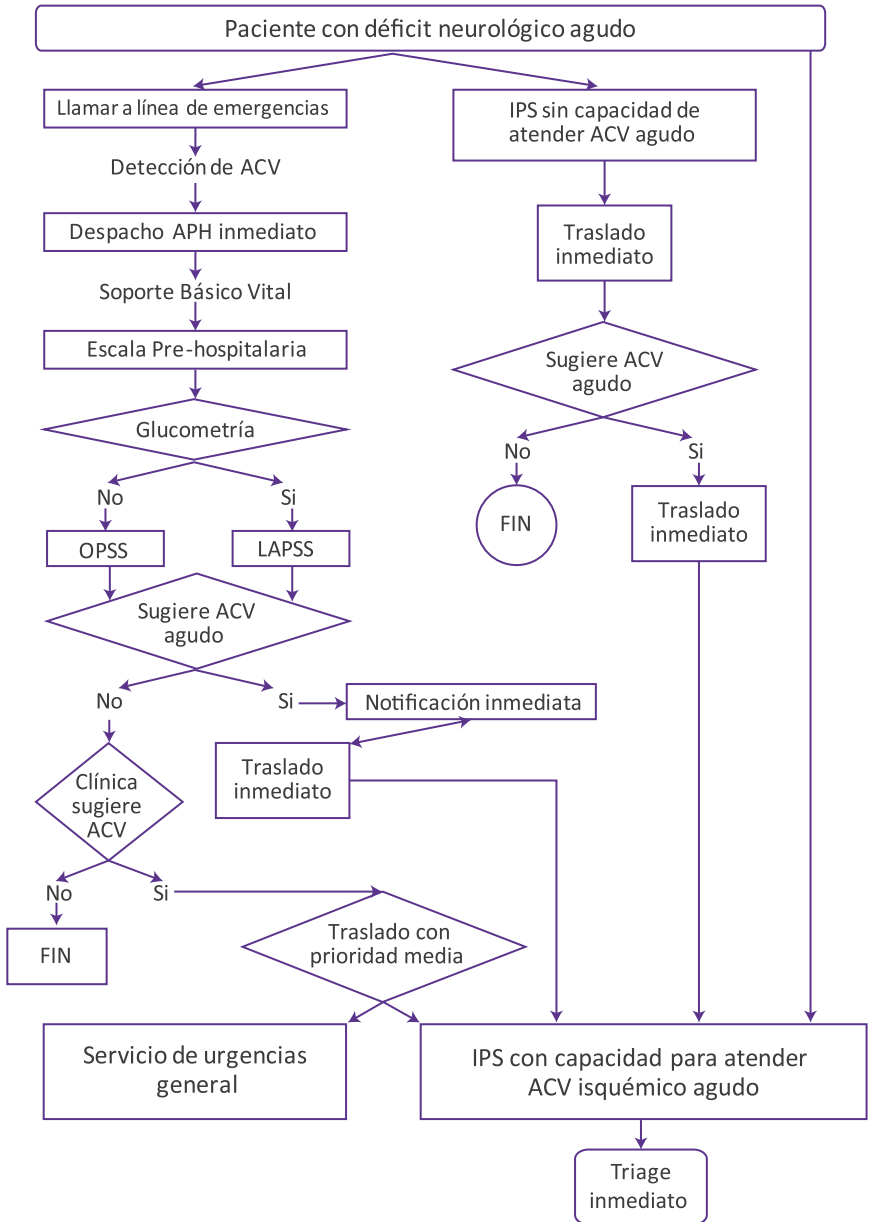 Paciente con déficit neurológico agudo
Llamar a línea de emergencias
IPS sin capacidad de
atender ACV agudo
Detección de ACV
Despacho APH inmediato
Traslado
inmediato
Soporte Básico Vital
Escala Pre-hospitalaria
Sugiere ACV
agudo
Glucometría
No
Si
No
Si
FIN
Traslado
inmediato
OPSS
LAPSS
Sugiere ACV
agudo
No
Si
Notificación inmediata
Traslado
inmediato
Clínica
sugiere
ACV
No
Si
Traslado con
prioridad media
FIN
Servicio de urgencias
general
IPS con capacidad para atender
ACV isquémico agudo
Triage
inmediato